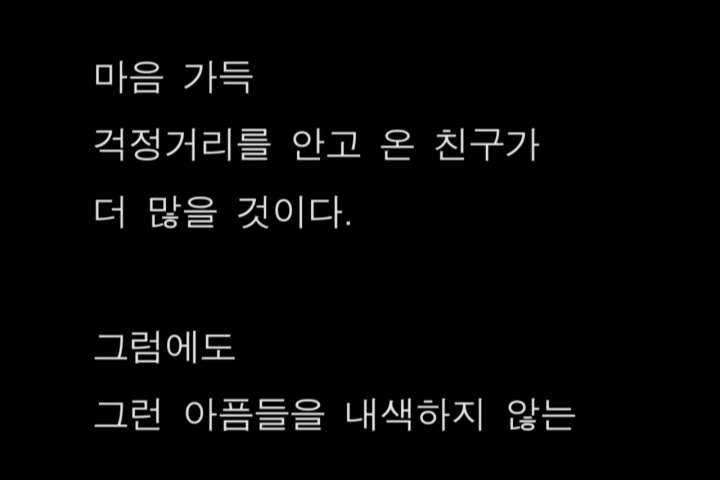 마음 가득
걱정거리를 안고 온 친구가
더 많을 것이다.
그럼에도
그런 아픔들을 내색하지 않는